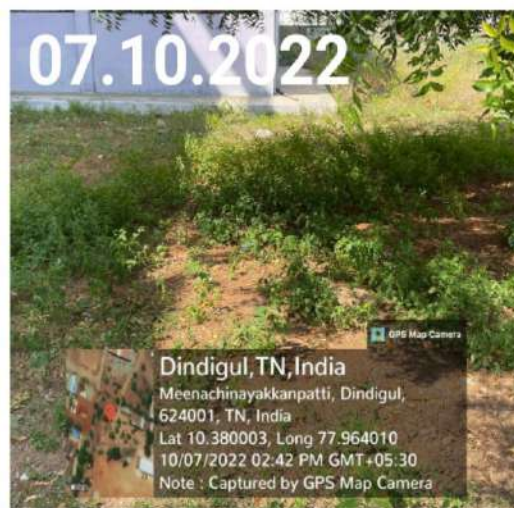 07.10.2022
GPS Map Camera
Dindigul,TN,India
Meenachinayakkanpatti, Dindigul,
624001, TN, India
Lat 10.380003, Long 77.964010
10/07/2022 02:42 PM GMT+05:30
Note : Captured by GPS Map Camera